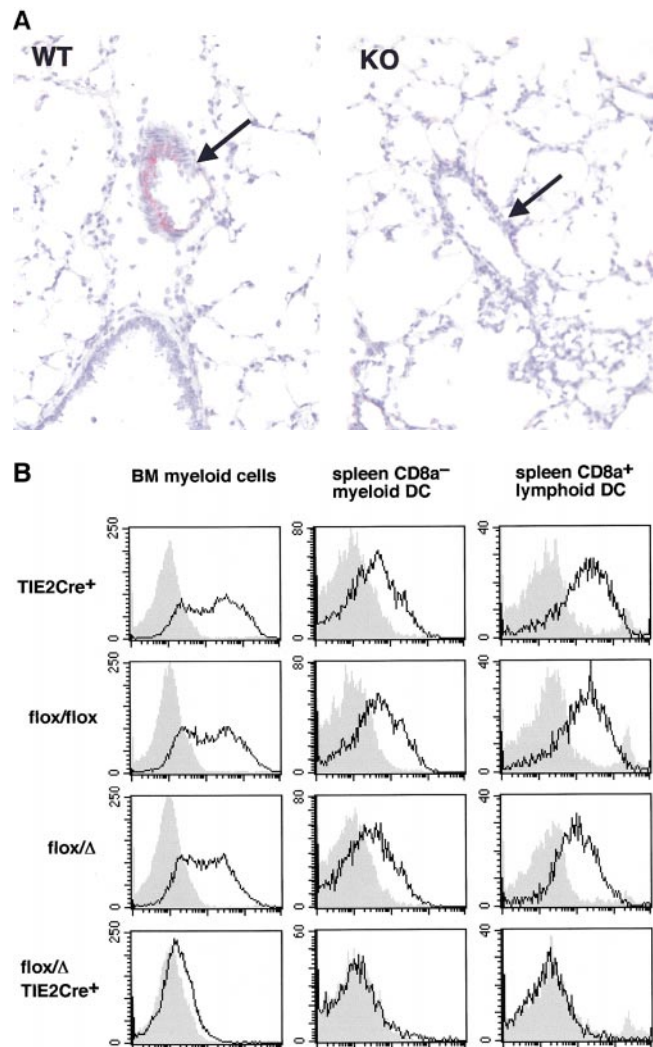 A
WT
KO
B
BM myeloid cells
spleen CD8a⁻
myeloid DC
spleen CD8a⁺
lymphoid DC
TIE2Cre⁺
250
0
80
0
40
0
flox/flox
250
0
80
0
40
0
flox/Δ
250
0
80
0
40
0
flox/Δ
TIE2Cre⁺
250
0
60
0
40
0